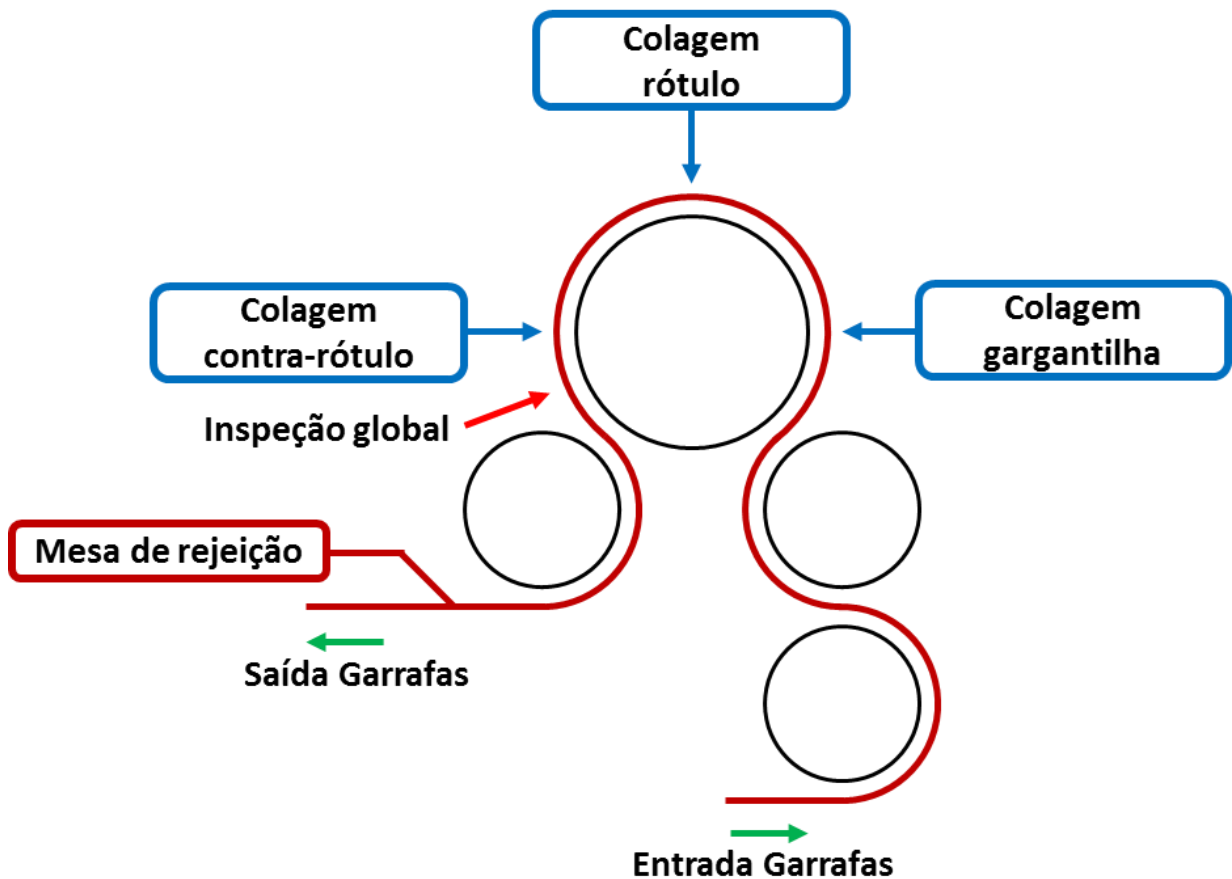 Colagem
rótulo
Colagem
contra-rótulo
Colagem
gargantilha
Inspeção global
Mesa de rejeição
Saída Garrafas
Entrada Garrafas